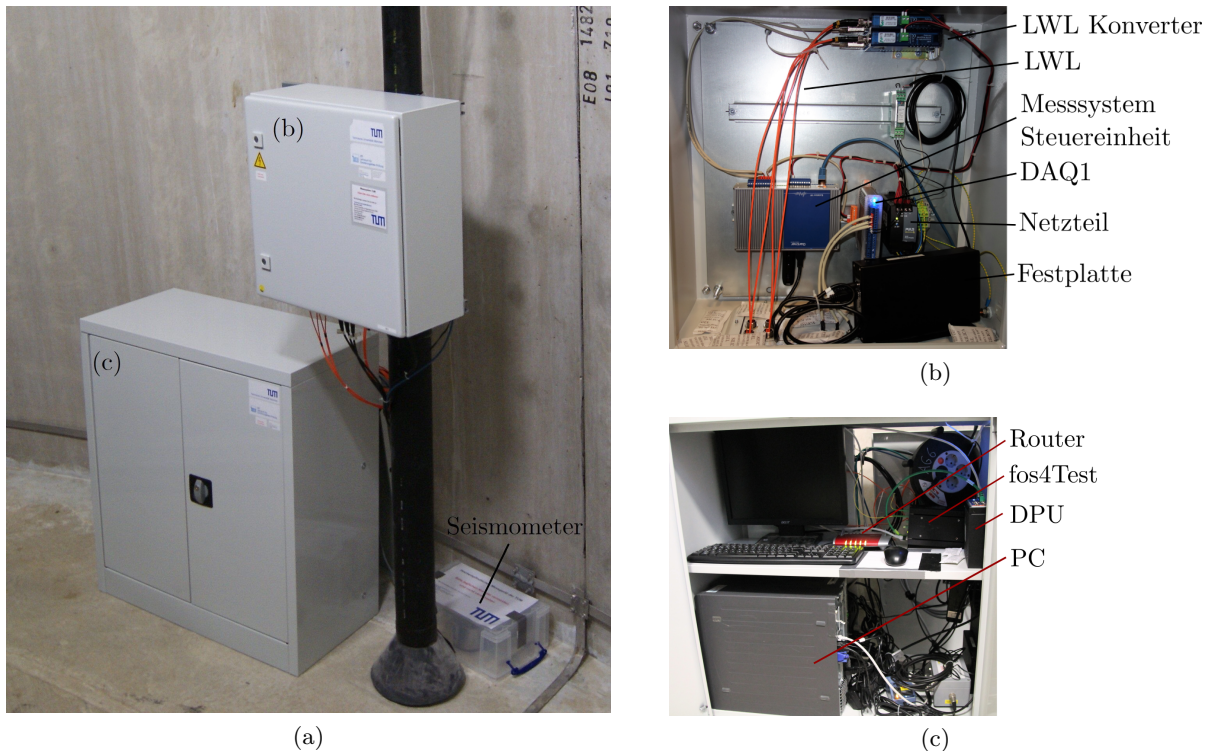 (b)
TUM
E08 1482
(c)
TUM
TUM
Seismometer
TUM
(a)
LWL Konverter
LWL
Messsystem
Steuereinheit
DAQ1
Netzteil
Festplatte
(b)
Router
fos4Test
DPU
PC
(c)